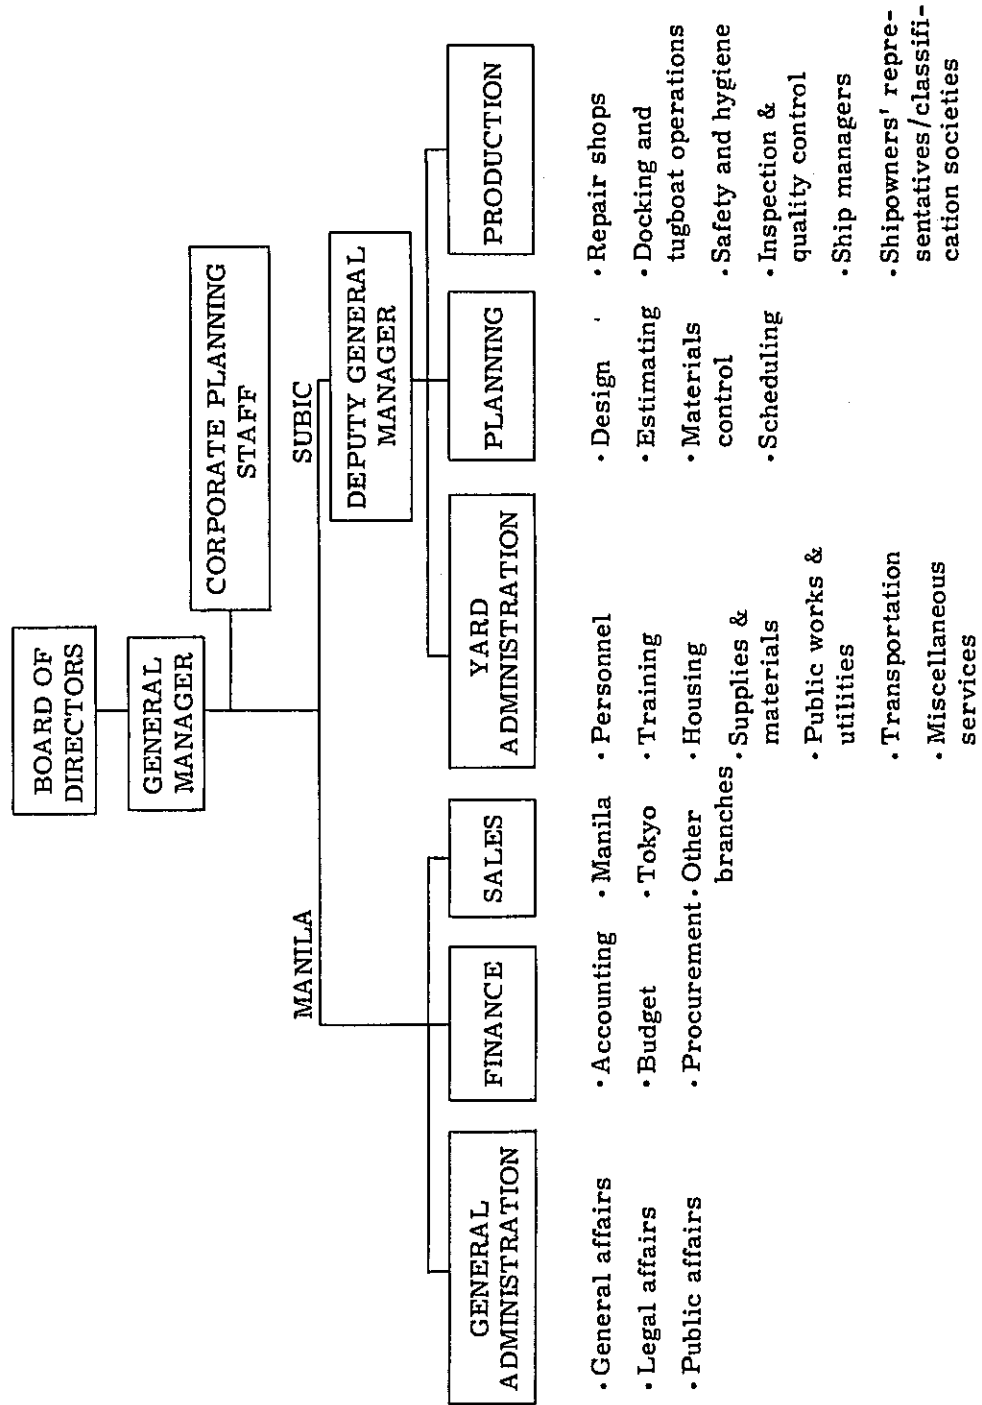 BOARD OF
DIRECTORS
GENERAL
MANAGER
CORPORATE PLANNING
STAFF
MANILA
SUBIC
DEPUTY GENERAL
MANAGER
GENERAL
ADMINISTRATION
FINANCE
SALES
YARD
ADMINISTRATION
PLANNING
PRODUCTION
• General affairs
• Legal affairs
• Public affairs
• Accounting
• Budget
• Procurement
• Manila
• Tokyo
• Other
branches
• Personnel
• Training
• Housing
• Supplies &
materials
• Public works &
utilities
• Transportation
• Miscellaneous
services
• Design
• Estimating
• Materials
control
• Scheduling
• Repair shops
• Docking and
tugboat operations
• Safety and hygiene
• Inspection &
quality control
• Ship managers
• Shipowners' repre-
sentatives/classifi-
cation societies